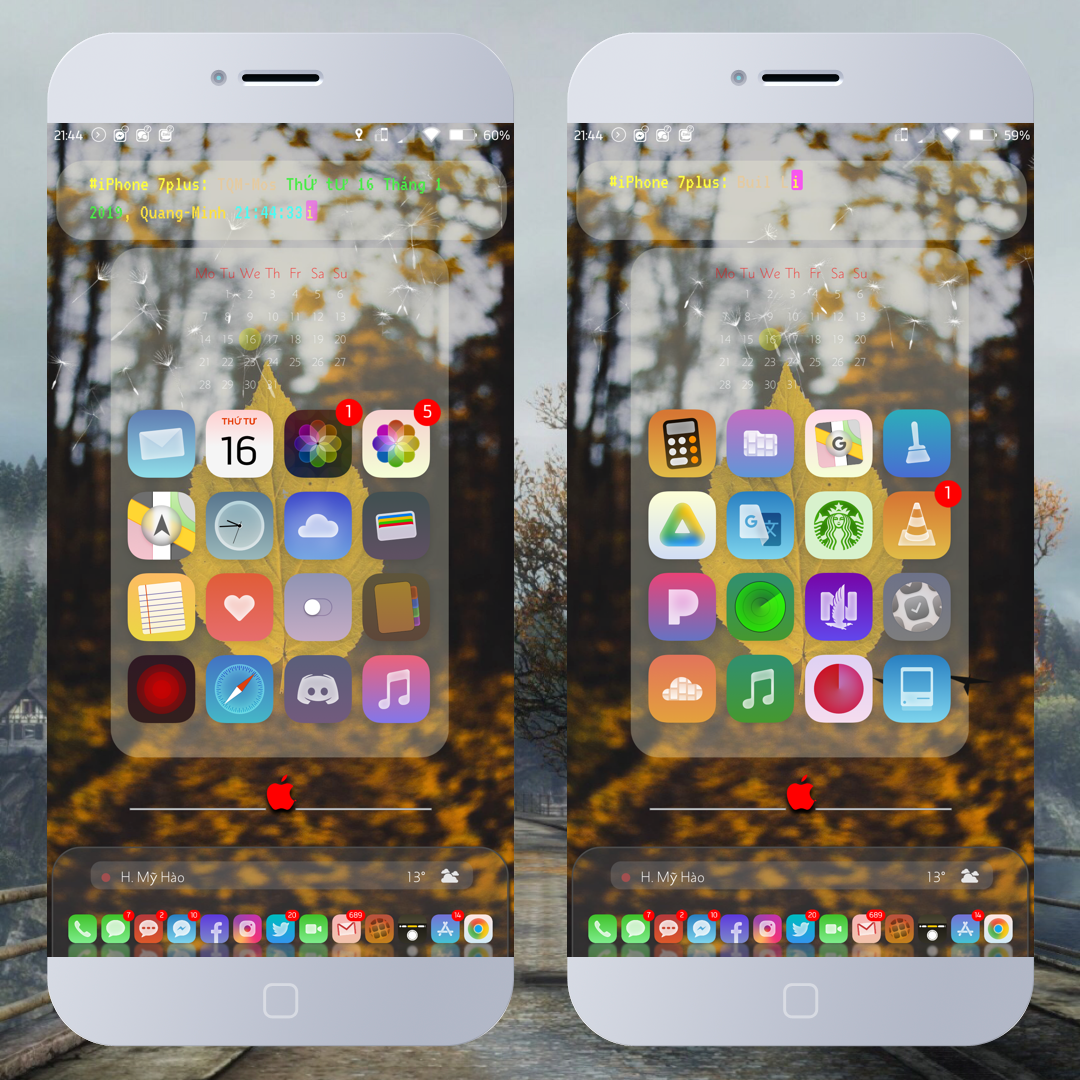 21:44
60%
#iPhone 7plus: Thứ tư 16 Tháng 1
2019, Quang-Minh 21:44:33
Mo Tu We Th Fr Sa Su
1 2 3 4 5 6
7 8 9 10 11 12 13
14 15 16 17 18 19 20
21 22 23 24 25 26 27
28 29 30 31
1
5
THỨ TƯ
16
H. Mỹ Hào 13°
7 2 10 20 689 14
21:44
59%
#iPhone 7plus:
Mo Tu We Th Fr Sa Su
1 2 3 4 5 6
7 8 9 10 11 12 13
14 15 16 17 18 19 20
21 22 23 24 25 26 27
28 29 30 31
G
G
1
P
N
H. Mỹ Hào 13°
7 2 10 20 689 14